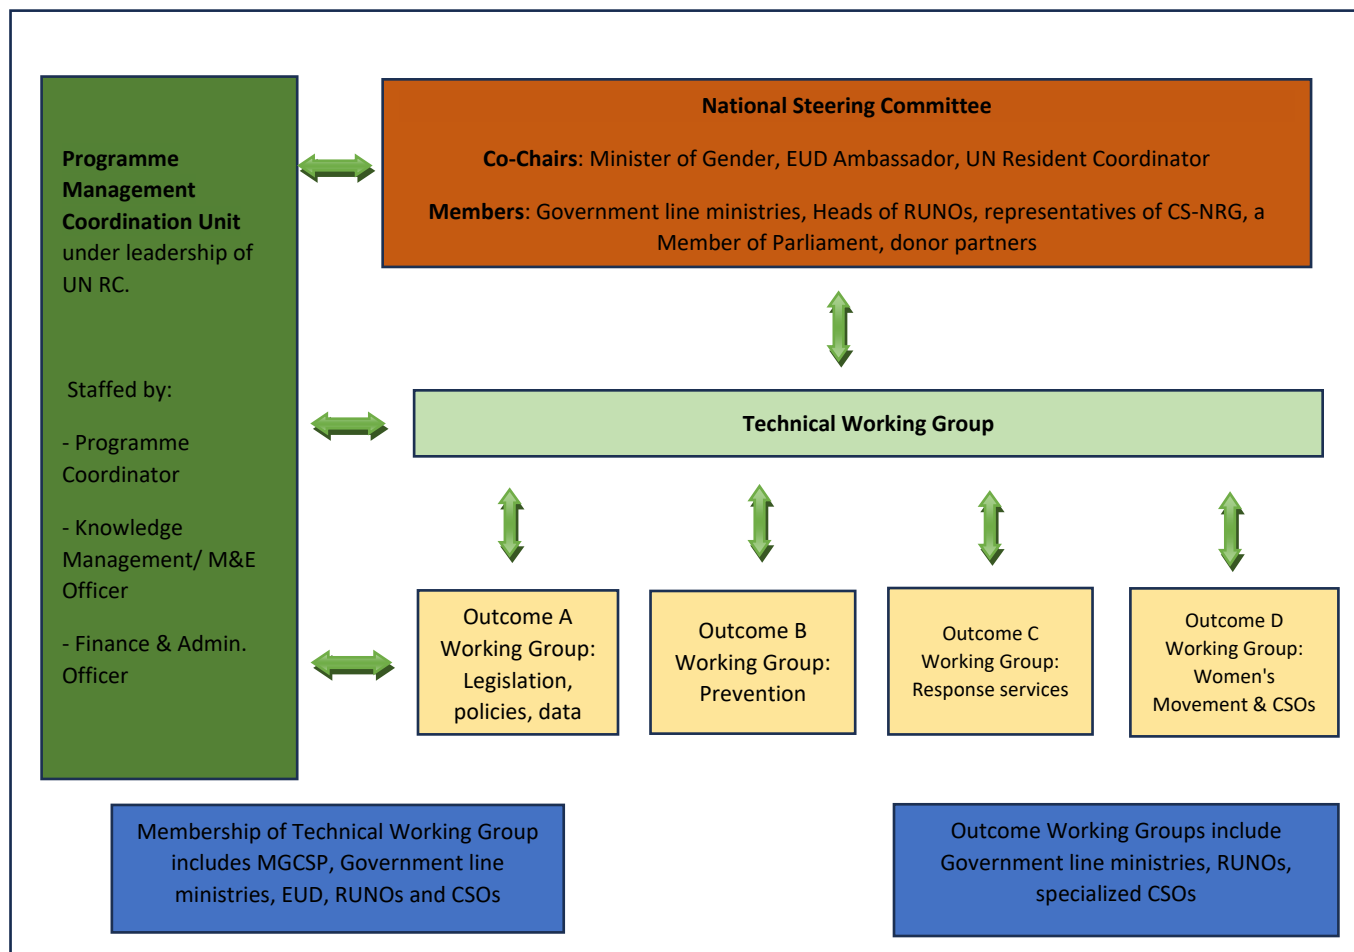 Programme
Management
Coordination Unit
under leadership of
UN RC.
Staffed by:
- Programme
Coordinator
- Knowledge
Management/ M&E
Officer
- Finance & Admin.
Officer
National Steering Committee
Co-Chairs: Minister of Gender, EUD Ambassador, UN Resident Coordinator
Members: Government line ministries, Heads of RUNOs, representatives of CS-NRG, a
Member of Parliament, donor partners
Technical Working Group
Outcome A
Working Group:
Legislation,
policies, data
Outcome B
Working Group:
Prevention
Outcome C
Working Group:
Response services
Outcome D
Working Group:
Women's
Movement & CSOs
Membership of Technical Working Group
includes MGCSP, Government line
ministries, EUD, RUNOs and CSOs
Outcome Working Groups include
Government line ministries, RUNOs,
specialized CSOs